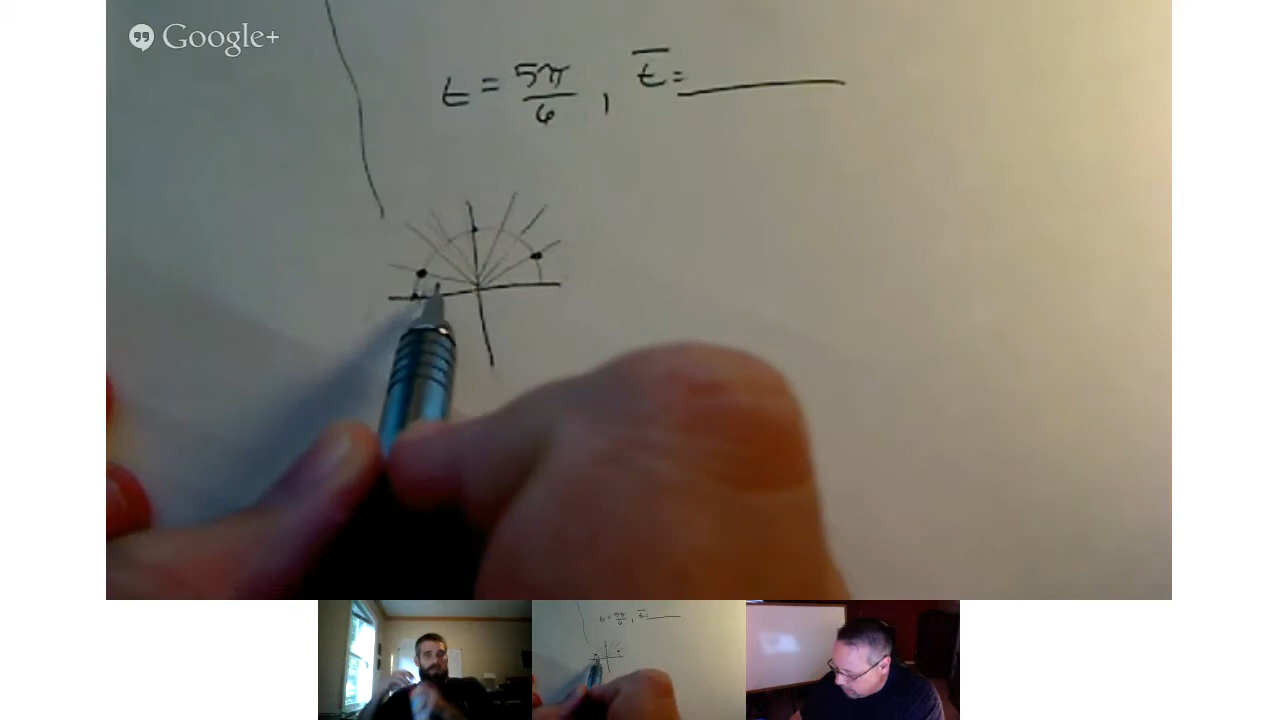 Google+
t = 5π/6 , t̅ = ______